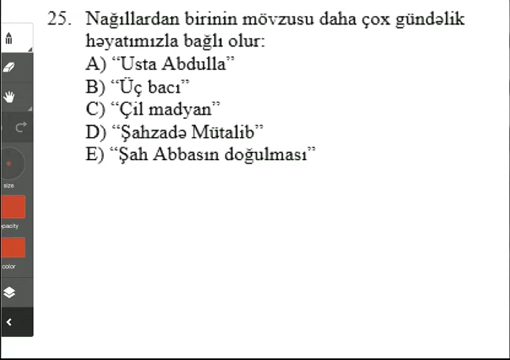 25. Nağıllardan birinin mövzusu daha çox gündəlik
həyatımızla bağlı olur:
A) “Usta Abdulla”
B) “Üç bacı”
C) “Çil madyan”
D) “Şahzadə Mütalib”
E) “Şah Abbasın doğulması”
size
opacity
color